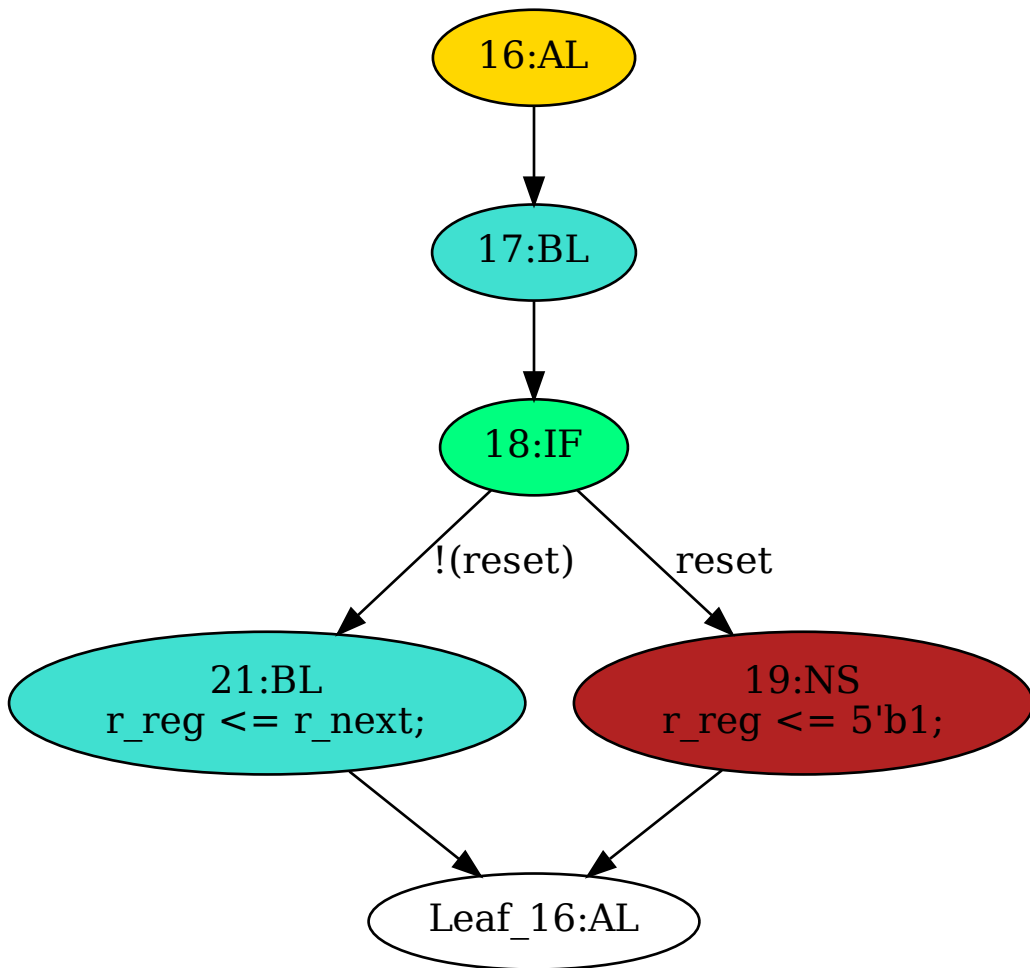 16:AL
17:BL
18:IF
!(reset)
reset
21:BL
r_reg <= r_next;
19:NS
r_reg <= 5'b1;
Leaf_16:AL